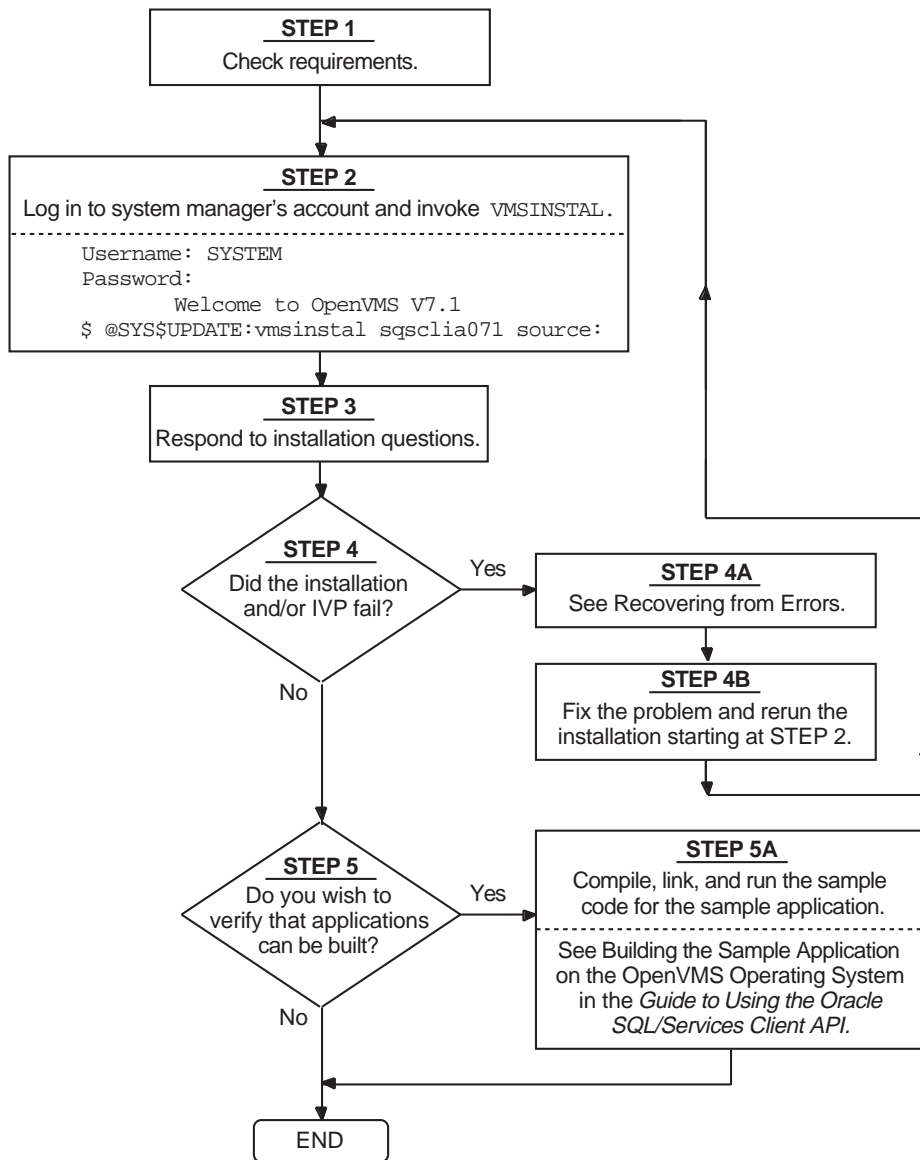 STEP 1
Check requirements.
STEP 2
Log in to system manager's account and invoke VMSINSTAL.
Username: SYSTEM
Password:
Welcome to OpenVMS V7.1
$ @SYS$UPDATE:vmsinstal sqsclia071 source:
STEP 3
Respond to installation questions.
STEP 4
Did the installation
and/or IVP fail?
Yes
No
STEP 4A
See Recovering from Errors.
STEP 4B
Fix the problem and rerun the
installation starting at STEP 2.
STEP 5
Do you wish to
verify that applications
can be built?
Yes
No
STEP 5A
Compile, link, and run the sample
code for the sample application.
See Building the Sample Application
on the OpenVMS Operating System
in the Guide to Using the Oracle
SQL/Services Client API.
END